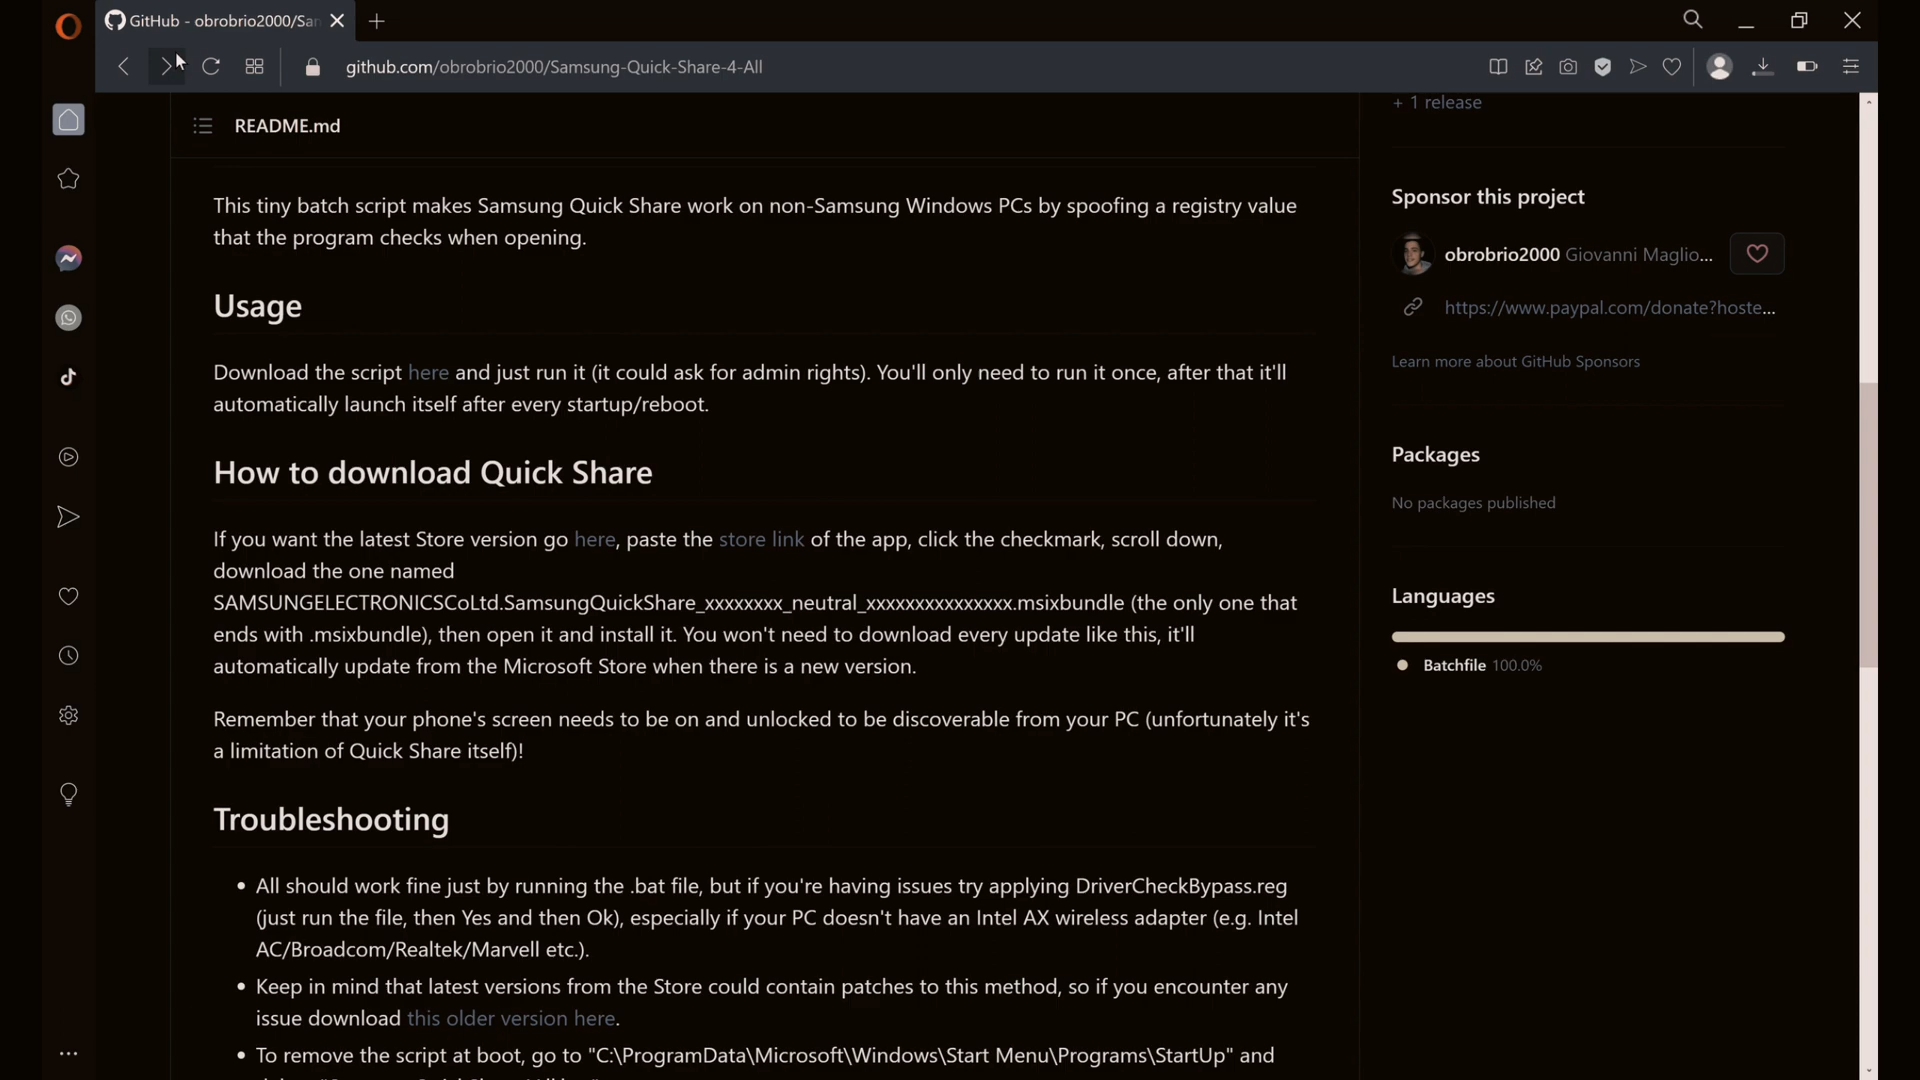 GitHub - obrobrio2000/San
github.com/obrobrio2000/Samsung-Quick-Share-4-All
README.md
This tiny batch script makes Samsung Quick Share work on non-Samsung Windows PCs by spoofing a registry value
that the program checks when opening.
Usage
Download the script here and just run it (it could ask for admin rights). You'll only need to run it once, after that it'll
automatically launch itself after every startup/reboot.
How to download Quick Share
If you want the latest Store version go here, paste the store link of the app, click the checkmark, scroll down,
download the one named
SAMSUNGELECTRONICSCoLtd.SamsungQuickShare_xxxxxxxx_neutral_xxxxxxxxxxxxxxx.msixbundle (the only one that
ends with .msixbundle), then open it and install it. You won't need to download every update like this, it'll
automatically update from the Microsoft Store when there is a new version.
Remember that your phone's screen needs to be on and unlocked to be discoverable from your PC (unfortunately it's
a limitation of Quick Share itself)!
Troubleshooting
• All should work fine just by running the .bat file, but if you're having issues try applying DriverCheckBypass.reg
(just run the file, then Yes and then Ok), especially if your PC doesn't have an Intel AX wireless adapter (e.g. Intel
AC/Broadcom/Realtek/Marvell etc.).
• Keep in mind that latest versions from the Store could contain patches to this method, so if you encounter any
issue download this older version here.
• To remove the script at boot, go to "C:\ProgramData\Microsoft\Windows\Start Menu\Programs\StartUp" and
+ 1 release
Sponsor this project
obrobrio2000 Giovanni Maglio...
https://www.paypal.com/donate?hoste...
Learn more about GitHub Sponsors
Packages
No packages published
Languages
Batchfile 100.0%